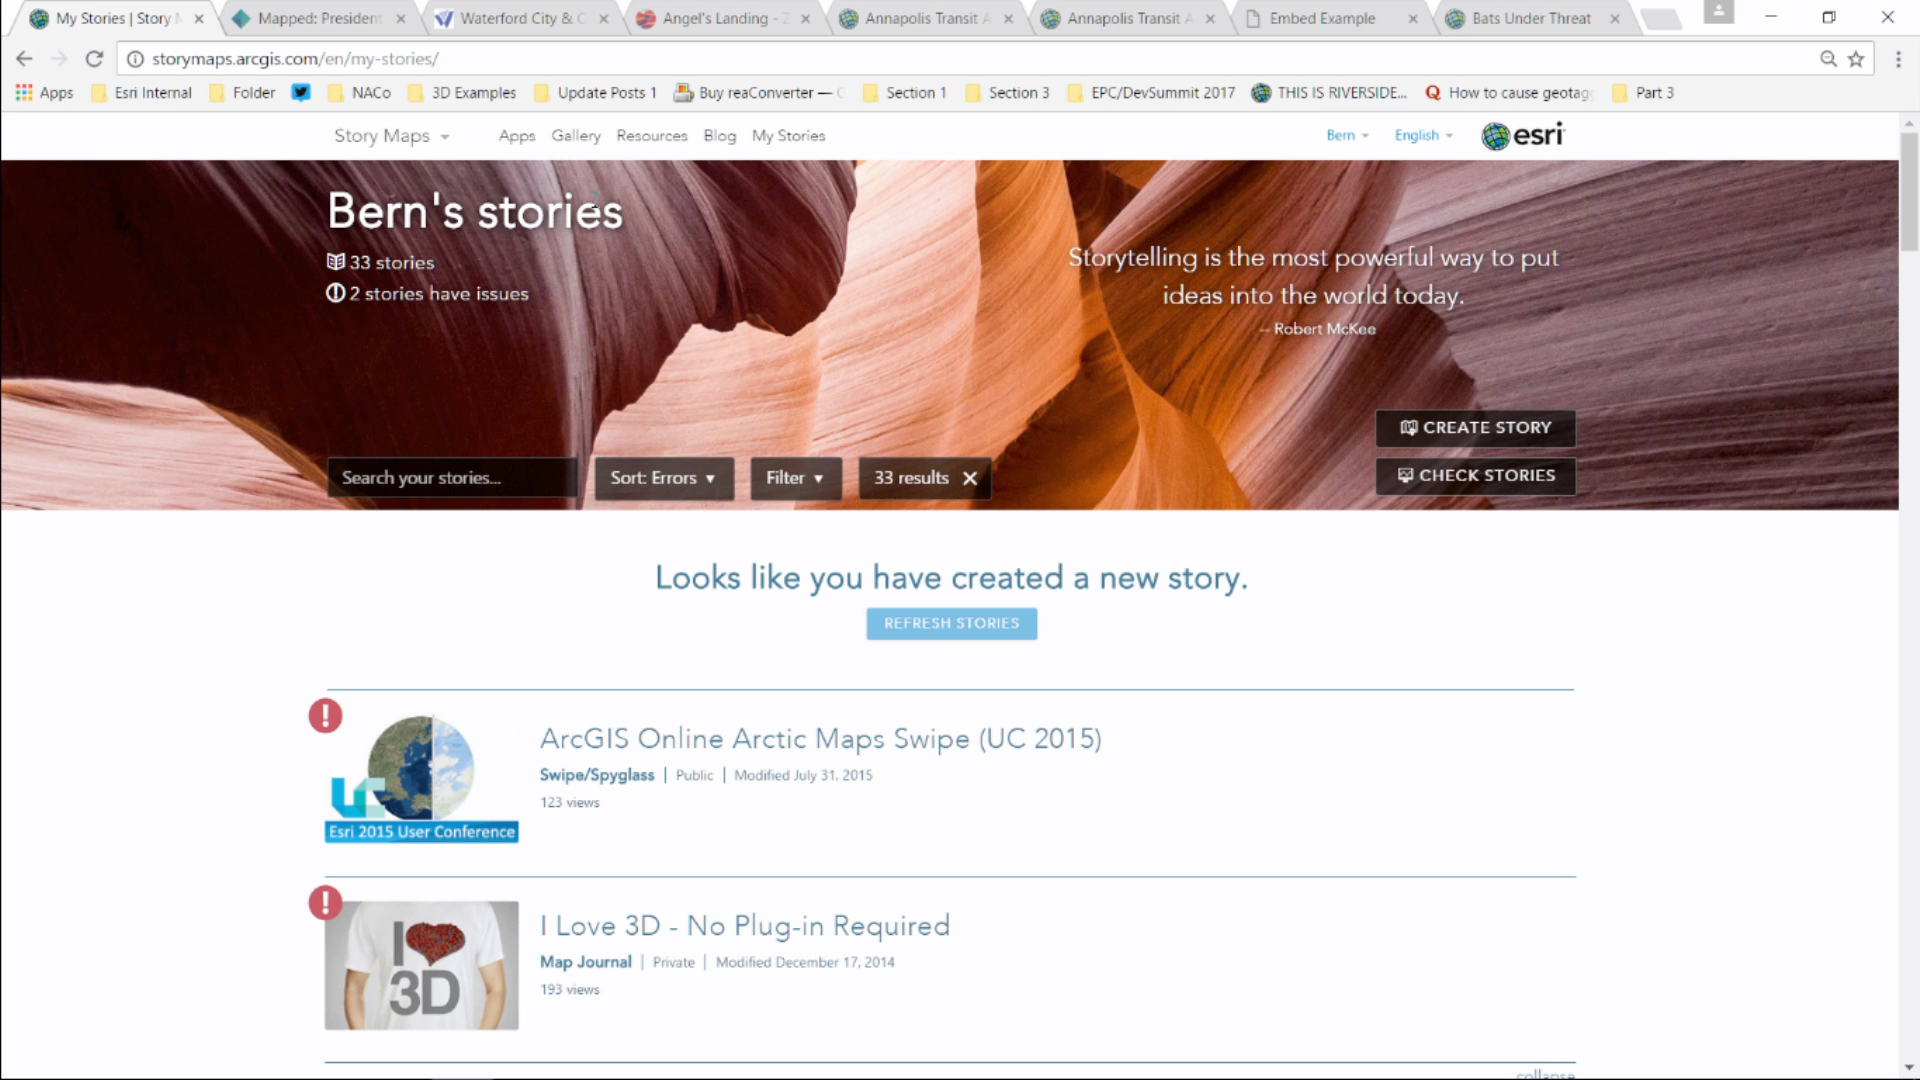 My Stories | Story
Mapped: President
Waterford City & C
Angel's Landing -
Annapolis Transit A
Annapolis Transit A
Embed Example
Bats Under Threat
storymaps.arcgis.com/en/my-stories/
Apps
Esri Internal
Folder
NACo
3D Examples
Update Posts 1
Buy reaConverter —
Section 1
Section 3
EPC/DevSummit 2017
THIS IS RIVERSIDE...
How to cause geotag
Part 3
Story Maps
Apps
Gallery
Resources
Blog
My Stories
Bern
English
esri
Bern's stories
33 stories
2 stories have issues
Storytelling is the most powerful way to put
ideas into the world today.
-- Robert McKee
CREATE STORY
CHECK STORIES
Search your stories...
Sort: Errors ▼
Filter ▼
33 results ✕
Looks like you have created a new story.
REFRESH STORIES
ArcGIS Online Arctic Maps Swipe (UC 2015)
Swipe/Spyglass | Public | Modified July 31, 2015
123 views
UC
Esri 2015 User Conference
I Love 3D - No Plug-in Required
Map Journal | Private | Modified December 17, 2014
193 views
I
3D
collapse